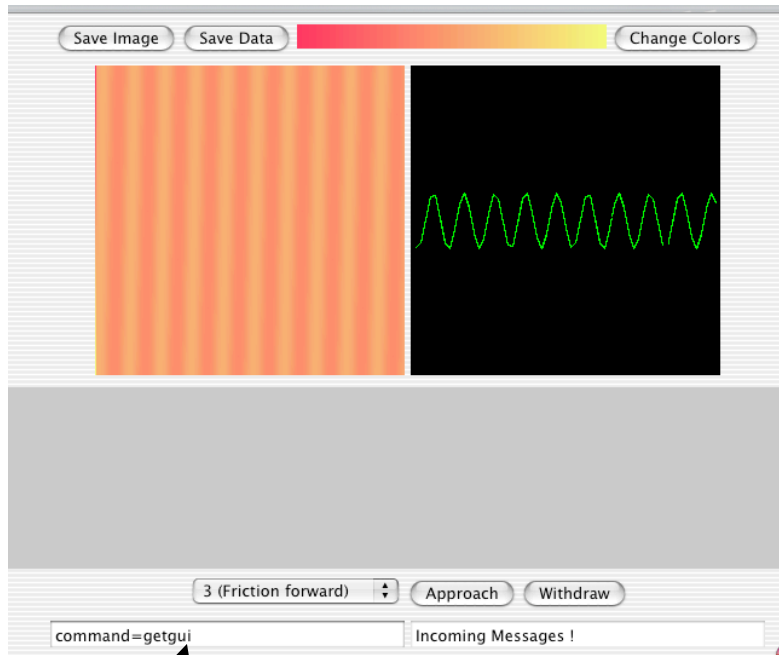 Save Image Save Data Change Colors
3 (Friction forward) Approach Withdraw
command=getgui Incoming Messages !